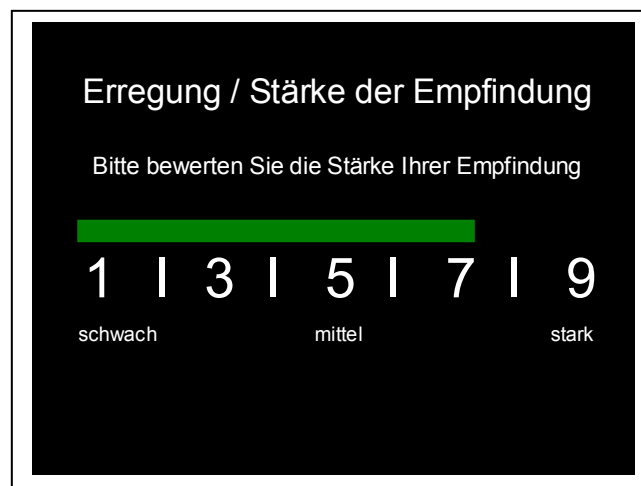 Erregung / Stärke der Empfindung
Bitte bewerten Sie die Stärke Ihrer Empfindung
1 I 3 I 5 I 7 I 9
schwach mittel stark